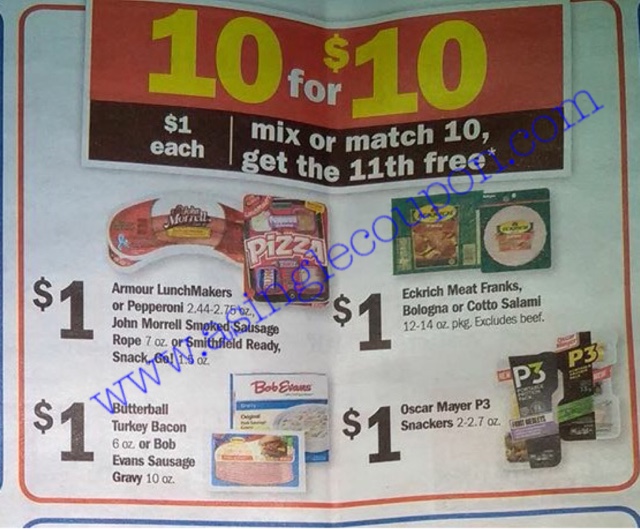 10 for $10
$1 each
mix or match 10,
get the 11th free*
www.asinglecoupon.com
John Morrell
Pizza
$1
Armour LunchMakers
or Pepperoni 2.44-2.75 oz.,
John Morrell Smoked Sausage
Rope 7 oz. or Smithfield Ready,
Snack, Go! 1.5 oz.
$1
Eckrich Meat Franks,
Bologna or Cotto Salami
12-14 oz. pkg. Excludes beef.
$1
Butterball
Turkey Bacon
6 oz. or Bob
Evans Sausage
Gravy 10 oz.
Bob Evans
Original
$1
Oscar Mayer P3
Snackers 2-2.7 oz.
P3
P3